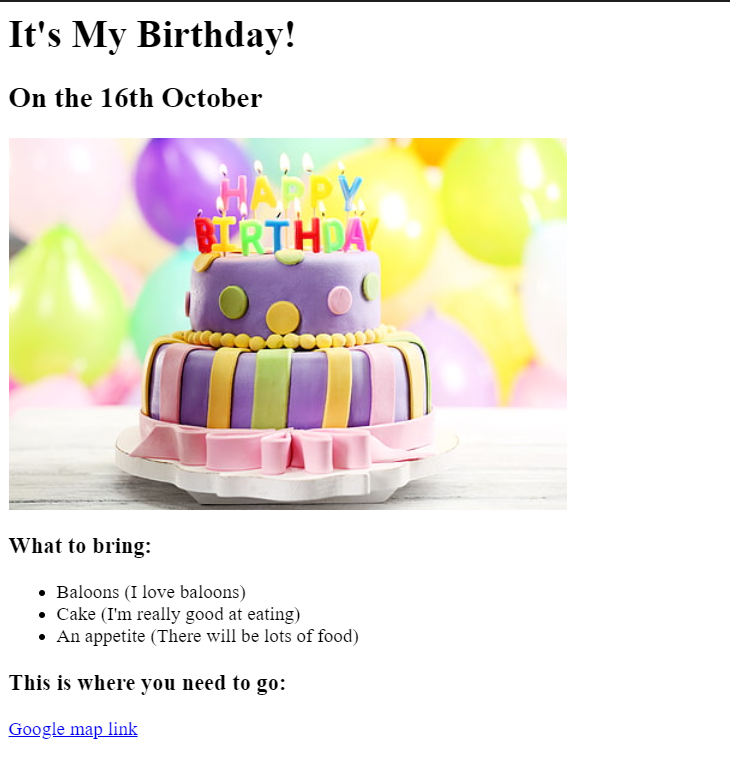 It's My Birthday!
On the 16th October
HAPPY
BIRTHDAY
What to bring:
Baloons (I love baloons)
Cake (I'm really good at eating)
An appetite (There will be lots of food)
This is where you need to go:
Google map link